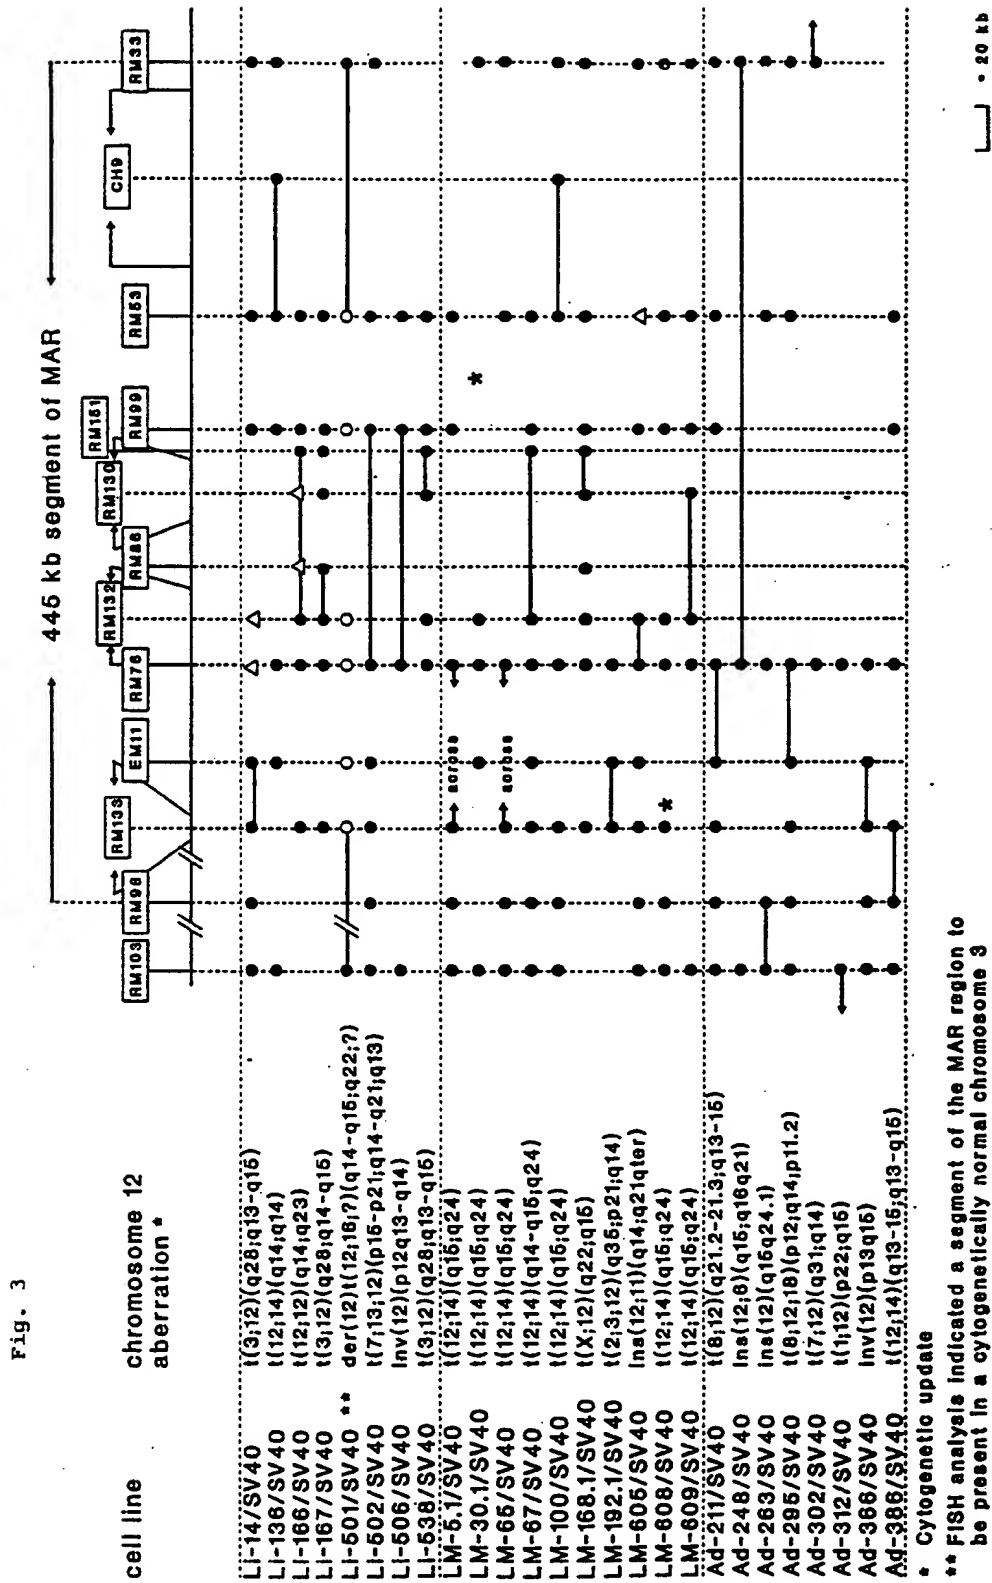 Fig. 3
445 kb segment of MAR
RM103
RM98
RM133
EM11
RM76
RM132
RM86
RM130
RM151
RM99
RM53
CH9
RM33
cell line
chromosome 12
aberration *
Li-14/SV40 t(3;12)(q28;q13-q15)
Li-136/SV40 t(12;14)(q14;q14)
Li-166/SV40 t(12;14)(q14;q23)
Li-167/SV40 t(3;12)(q28;q14-q15)
Li-501/SV40 ** der(12)t(12;16;?)(q14-q15;q22;?)
Li-502/SV40 t(7;13;12)(p15-p21;q14-q21;q13)
Li-506/SV40 Inv(12)(p12q13-q14)
Li-538/SV40 t(3;12)(q28;q13-q15)
LM-5.1/SV40 t(12;14)(q15;q24)
across
LM-30.1/SV40 t(12;14)(q15;q24)
*
LM-65/SV40 t(12;14)(q15;q24)
across
LM-67/SV40 t(12;14)(q14-q15;q24)
LM-100/SV40 t(12;14)(q15;q24)
LM-168.1/SV40 t(X;12)(q22;q15)
LM-192.1/SV40 t(2;3;12)(q35;p21;q14)
LM-605/SV40 Ins(12;11)(q14;q21qter)
LM-608/SV40 t(12;14)(q15;q24)
*
LM-609/SV40 t(12;14)(q15;q24)
Ad-211/SV40 t(8;12)(q21.2-21.3;q13-15)
Ad-248/SV40 Ins(12;6)(q15;q16q21)
Ad-263/SV40 Ins(12)(q15q24.1)
Ad-295/SV40 t(8;12;18)(p12;q14;p11.2)
Ad-302/SV40 t(7;12)(q31;q14)
Ad-312/SV40 t(1;12)(p22;q15)
Ad-366/SV40 Inv(12)(p13q15)
Ad-386/SV40 t(12;14)(q13-15;q13-q15)
* Cytogenetic update
** FISH analysis indicated a segment of the MAR region to
be present in a cytogenetically normal chromosome 3
= 20 kb